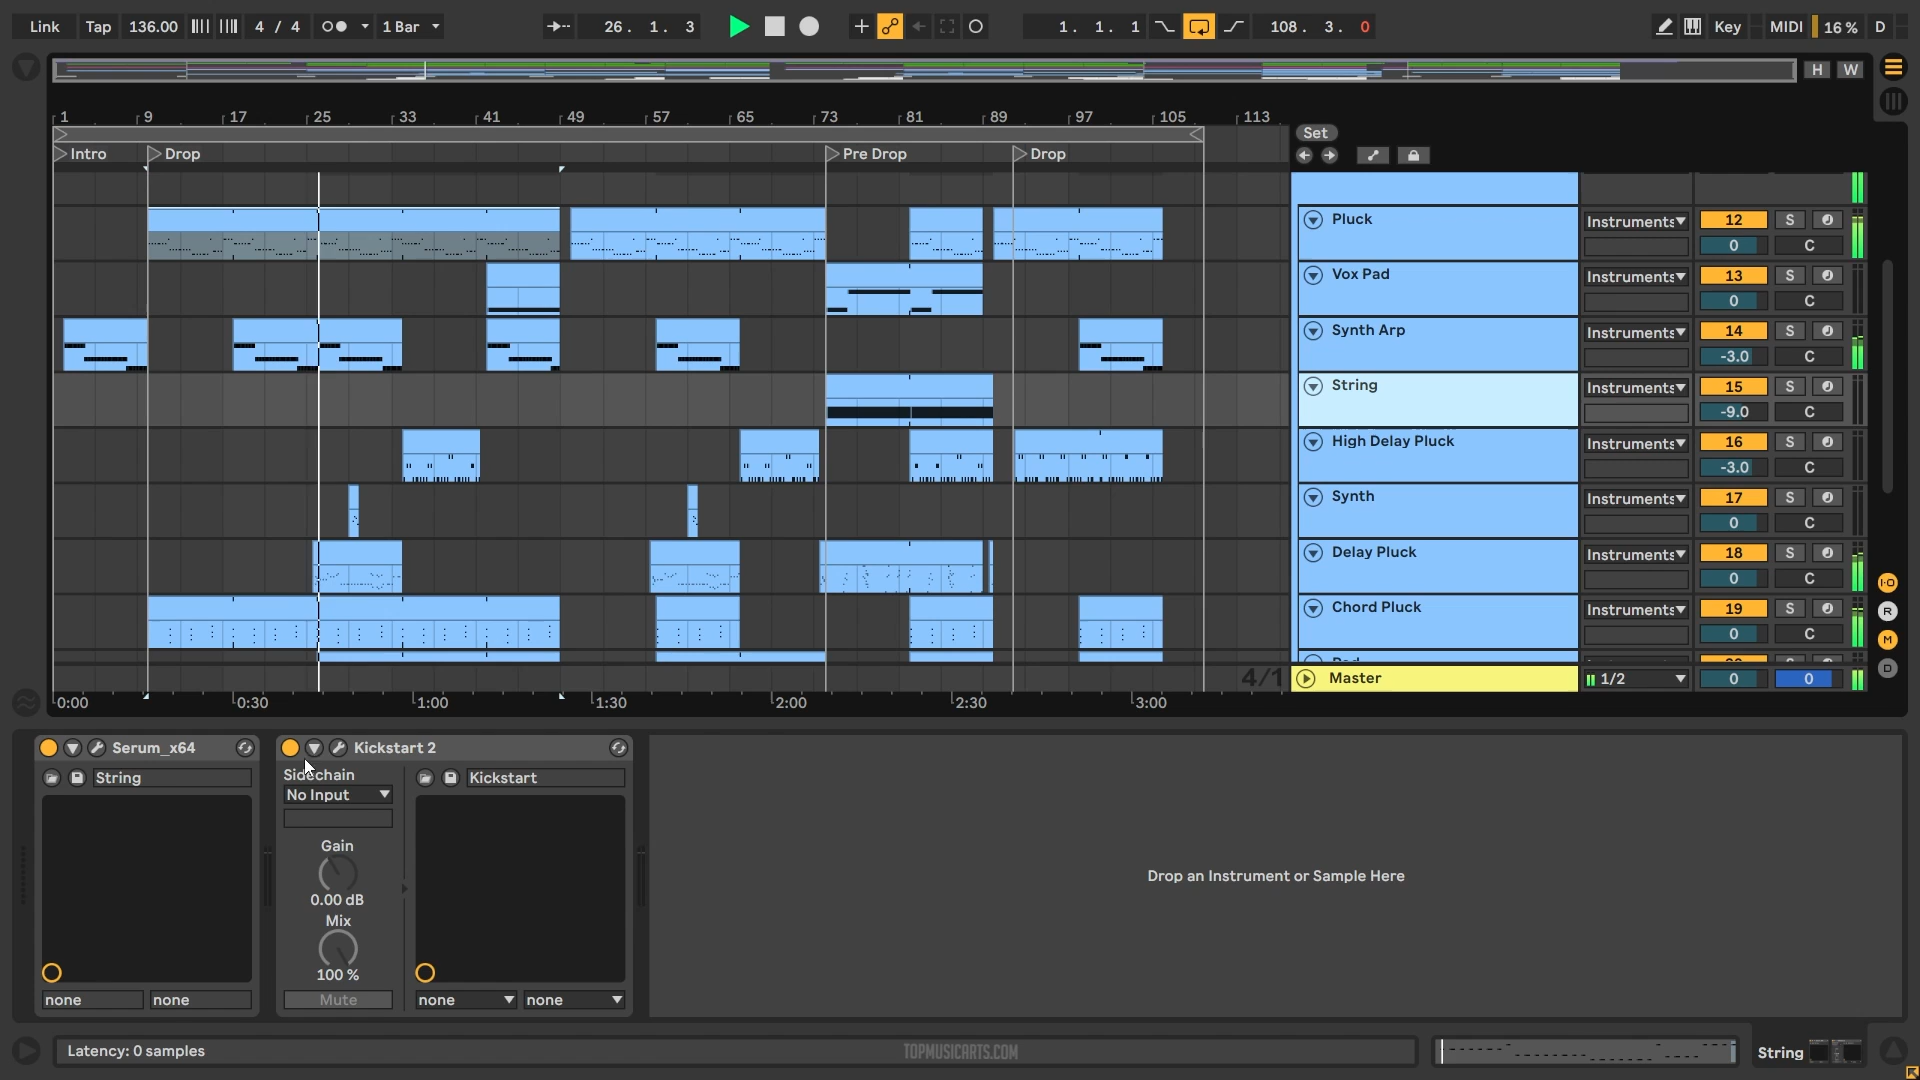 Link Tap 136.00 4 / 4 1 Bar 26. 1. 3 1. 1. 1 108. 3. 0 Key MIDI 16 % D
H W
1 9 17 25 33 41 49 57 65 73 81 89 97 105 113
Set
Intro Drop Pre Drop Drop
Pluck Instruments 12 S
0 C
Vox Pad Instruments 13 S
0 C
Synth Arp Instruments 14 S
-3.0 C
String Instruments 15 S
-9.0 C
High Delay Pluck Instruments 16 S
-3.0 C
Synth Instruments 17 S
0 C
Delay Pluck Instruments 18 S
0 C
I·O
Chord Pluck Instruments 19 S
R
0 C
M
D
4/1 Master 1/2 0 0
0:00 0:30 1:00 1:30 2:00 2:30 3:00
Serum_x64 Kickstart 2
Sidechain
String Kickstart
No Input
Gain
0.00 dB
Mix
100 %
none none Mute none none
Drop an Instrument or Sample Here
Latency: 0 samples TOPMUSICARTS.COM String